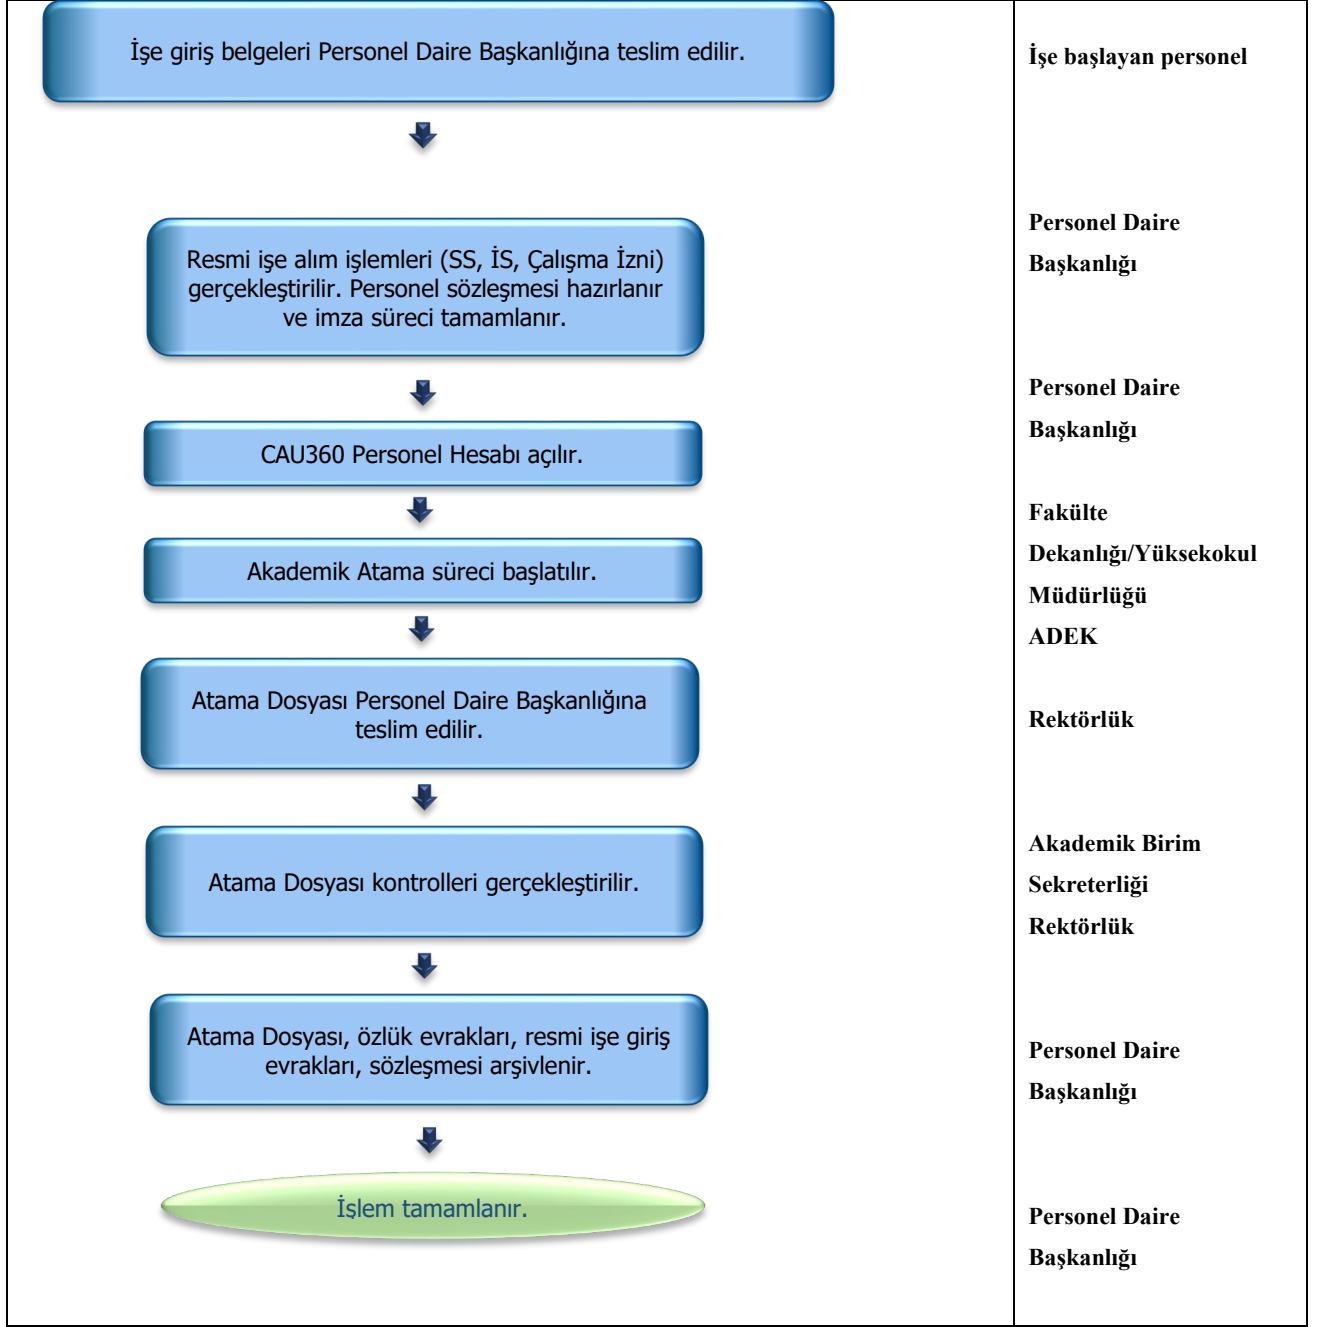 İşe giriş belgeleri Personel Daire Başkanlığına teslim edilir.
İşe başlayan personel
Resmi işe alım işlemleri (SS, İS, Çalışma İzni)
gerçekleştirilir. Personel sözleşmesi hazırlanır
ve imza süreci tamamlanır.
Personel Daire
Başkanlığı
CAU360 Personel Hesabı açılır.
Personel Daire
Başkanlığı
Akademik Atama süreci başlatılır.
Fakülte
Dekanlığı/Yüksekokul
Müdürlüğü
ADEK
Atama Dosyası Personel Daire Başkanlığına
teslim edilir.
Rektörlük
Atama Dosyası kontrolleri gerçekleştirilir.
Akademik Birim
Sekreterliği
Rektörlük
Atama Dosyası, özlük evrakları, resmi işe giriş
evrakları, sözleşmesi arşivlenir.
Personel Daire
Başkanlığı
İşlem tamamlanır.
Personel Daire
Başkanlığı